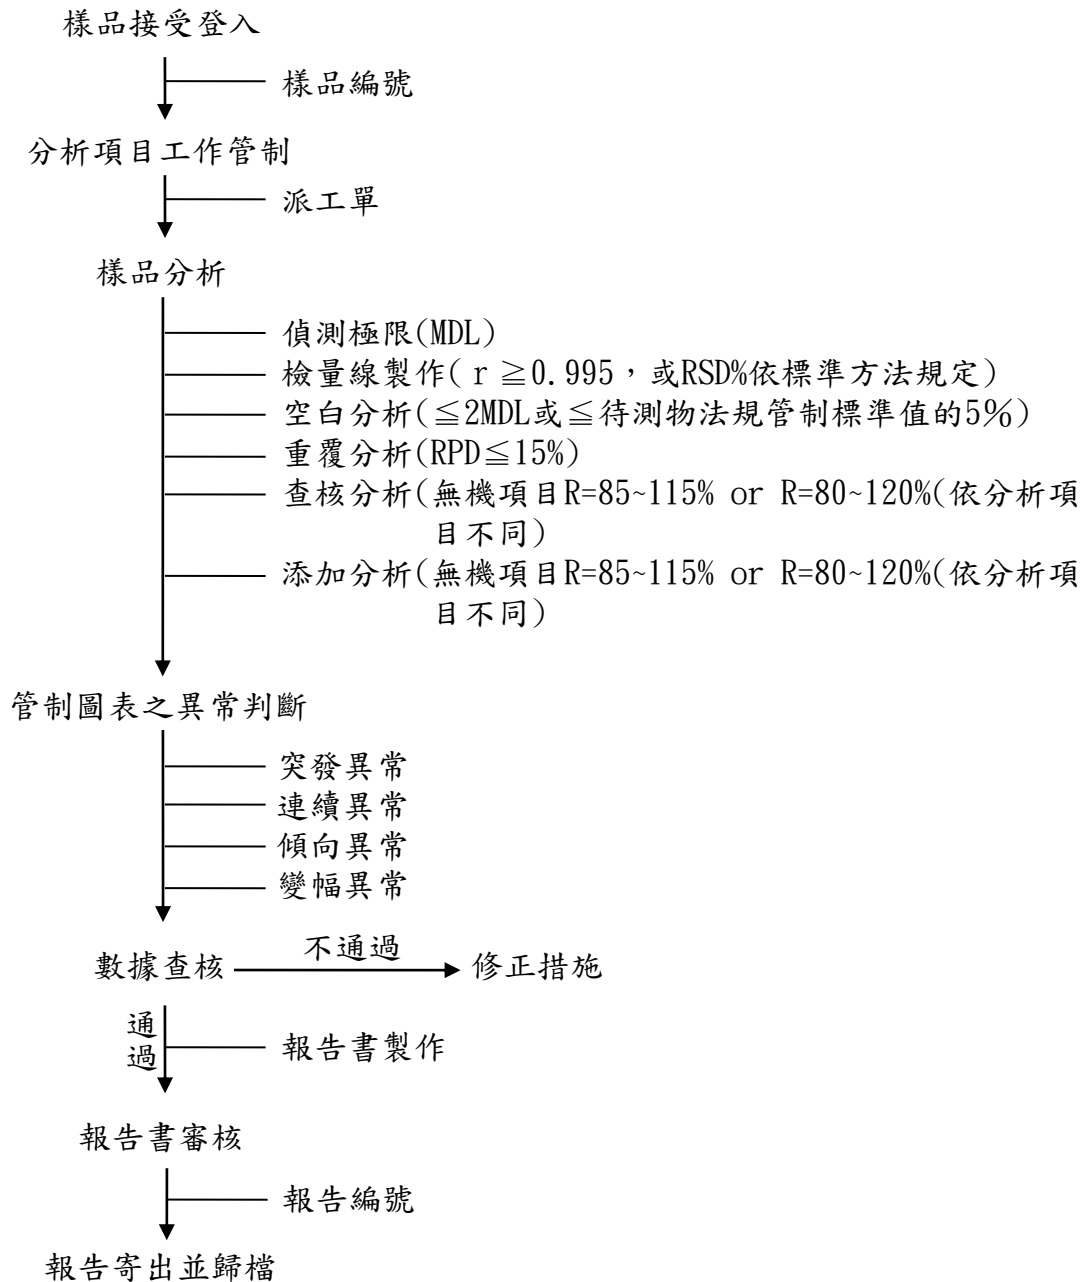 樣品接受登入
樣品編號
分析項目工作管制
派工單
樣品分析
偵測極限(MDL)
檢量線製作( r ≧0.995，或RSD%依標準方法規定)
空白分析(≦2MDL或≦待測物法規管制標準值的5％)
重覆分析(RPD≦15%)
查核分析(無機項目R=85~115% or R=80~120%(依分析項
目不同)
添加分析(無機項目R=85~115% or R=80~120%(依分析項
目不同)
管制圖表之異常判斷
突發異常
連續異常
傾向異常
變幅異常
數據查核
不通過
修正措施
通過
報告書製作
報告書審核
報告編號
報告寄出並歸檔